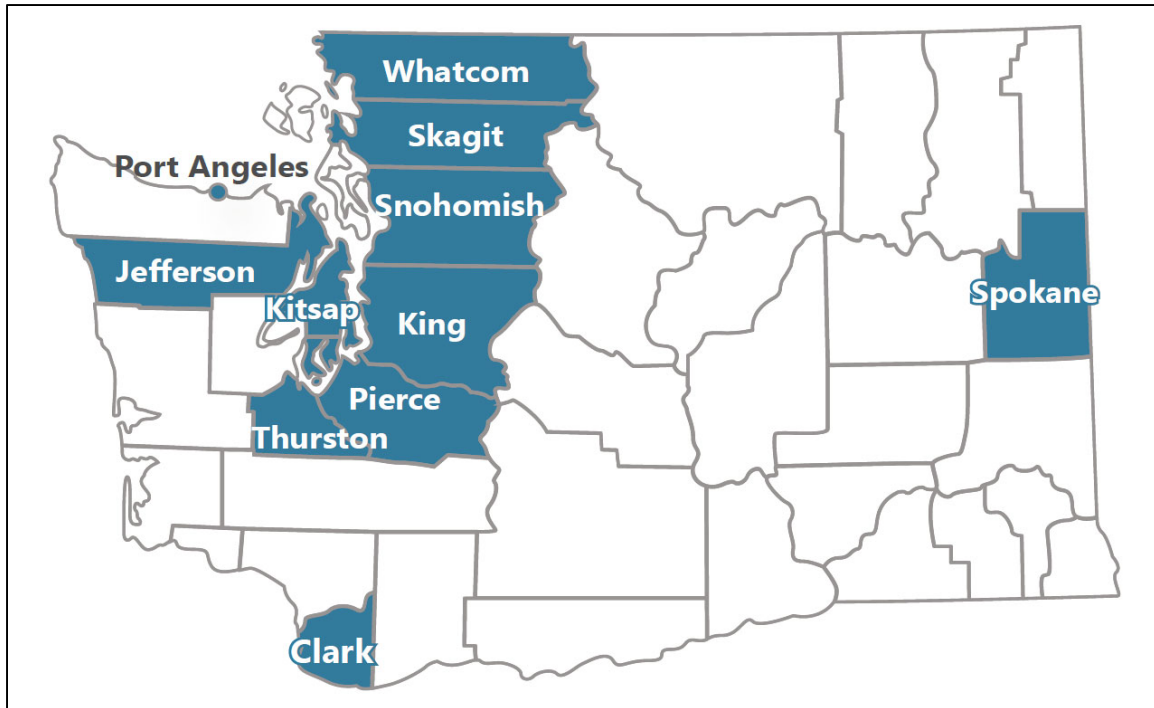 Whatcom
Skagit
Port Angeles
Snohomish
Jefferson
Spokane
Kitsap
King
Pierce
Thurston
Clark